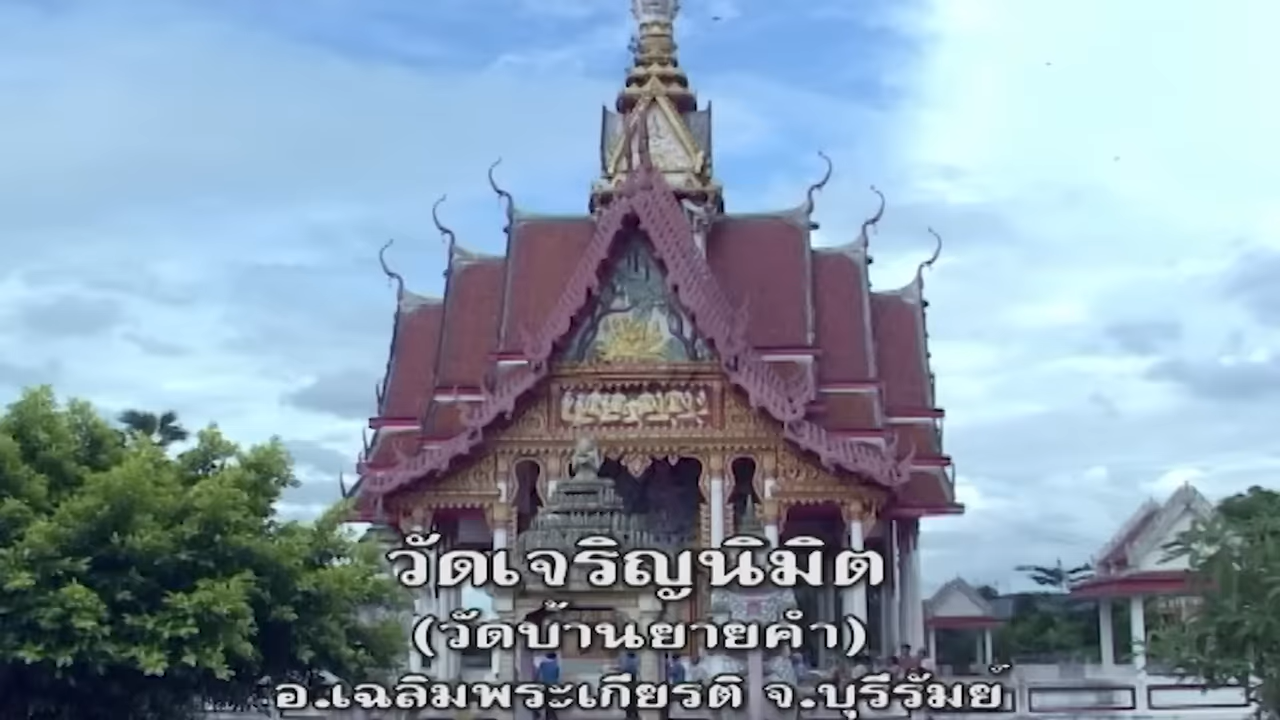 วัดเจริญนิมิต
(วัดบ้านยายคำ)
อ.เฉลิมพระเกียรติ จ.บุรีรัมย์